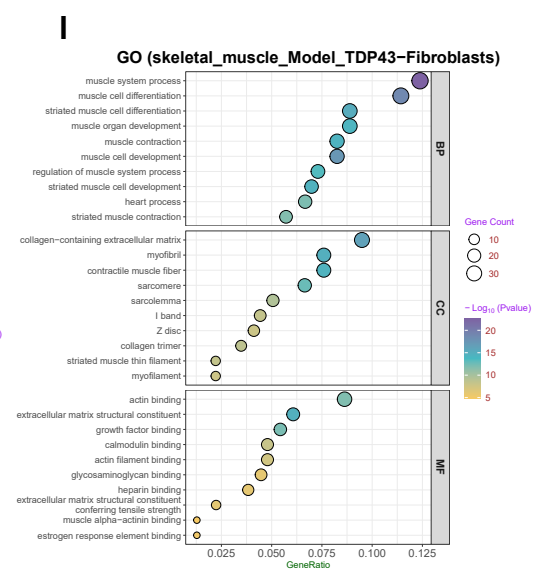 I
GO (skeletal_muscle_Model_TDP43−Fibroblasts)
muscle system process
muscle cell differentiation
striated muscle cell differentiation
muscle organ development
muscle contraction
muscle cell development
regulation of muscle system process
striated muscle cell development
heart process
striated muscle contraction
BP
collagen−containing extracellular matrix
myofibril
contractile muscle fiber
sarcomere
sarcolemma
I band
Z disc
collagen trimer
striated muscle thin filament
myofilament
CC
actin binding
extracellular matrix structural constituent
growth factor binding
calmodulin binding
actin filament binding
glycosaminoglycan binding
heparin binding
extracellular matrix structural constituent
conferring tensile strength
muscle alpha−actinin binding
estrogen response element binding
MF
0.025 0.050 0.075 0.100 0.125
GeneRatio
Gene Count
10
20
30
−Log10 (Pvalue)
20
15
10
5
)